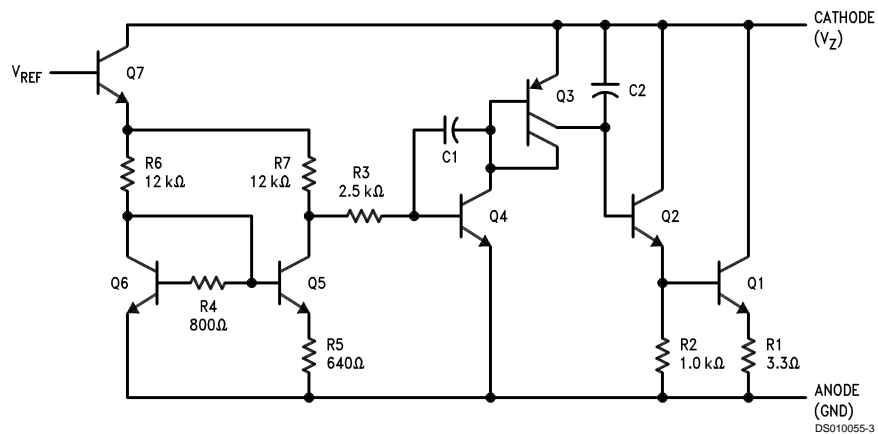 CATHODE
(VZ)
VREF
Q7
Q3
C2
C1
R6
12 kΩ
R7
12 kΩ
R3
2.5 kΩ
Q4
Q2
Q6
R4
800Ω
Q5
Q1
R5
640Ω
R2
1.0 kΩ
R1
3.3Ω
ANODE
(GND)
DS010055-3